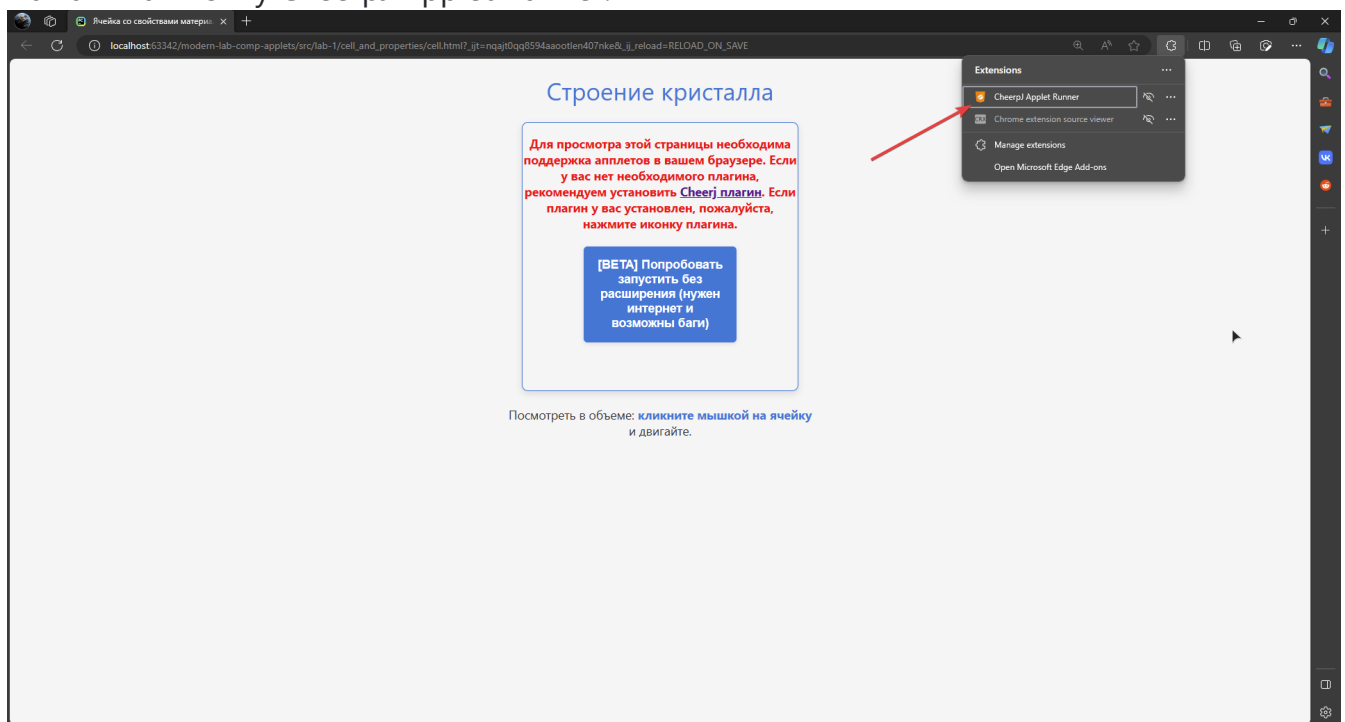 Ячейка со свойствами материа
localhost:63342/modern-lab-comp-applets/src/lab-1/cell_and_properties/cell.html?_ijt=nqajt0qq8594aaootlen407nke&_ij_reload=RELOAD_ON_SAVE
Extensions
CheerpJ Applet Runner
Chrome extension source viewer
Manage extensions
Open Microsoft Edge Add-ons
Строение кристалла
Для просмотра этой страницы необходима
поддержка апплетов в вашем браузере. Если
у вас нет необходимого плагина,
рекомендуем установить Cheerj плагин. Если
плагин у вас установлен, пожалуйста,
нажмите иконку плагина.
[BETA] Попробовать
запустить без
расширения (нужен
интернет и
возможны баги)
Посмотреть в объеме: кликните мышкой на ячейку
и двигайте.